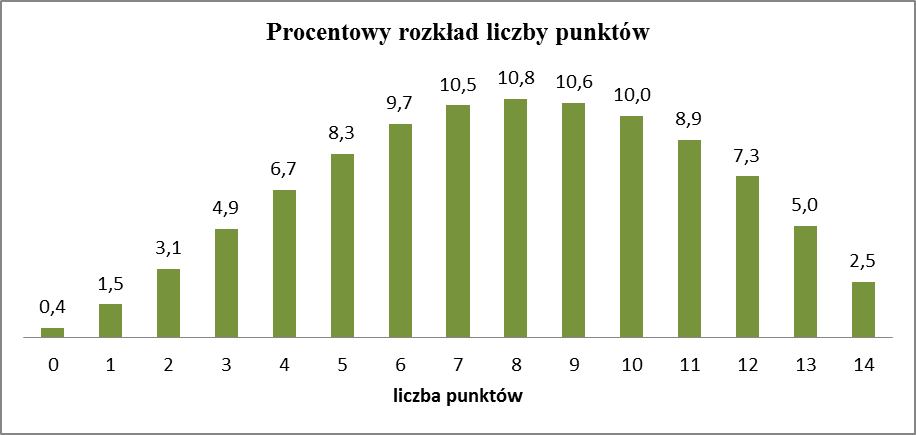 Procentowy rozkład liczby punktów
0,4 1,5 3,1 4,9 6,7 8,3 9,7 10,5 10,8 10,6 10,0 8,9 7,3 5,0 2,5
0 1 2 3 4 5 6 7 8 9 10 11 12 13 14
liczba punktów